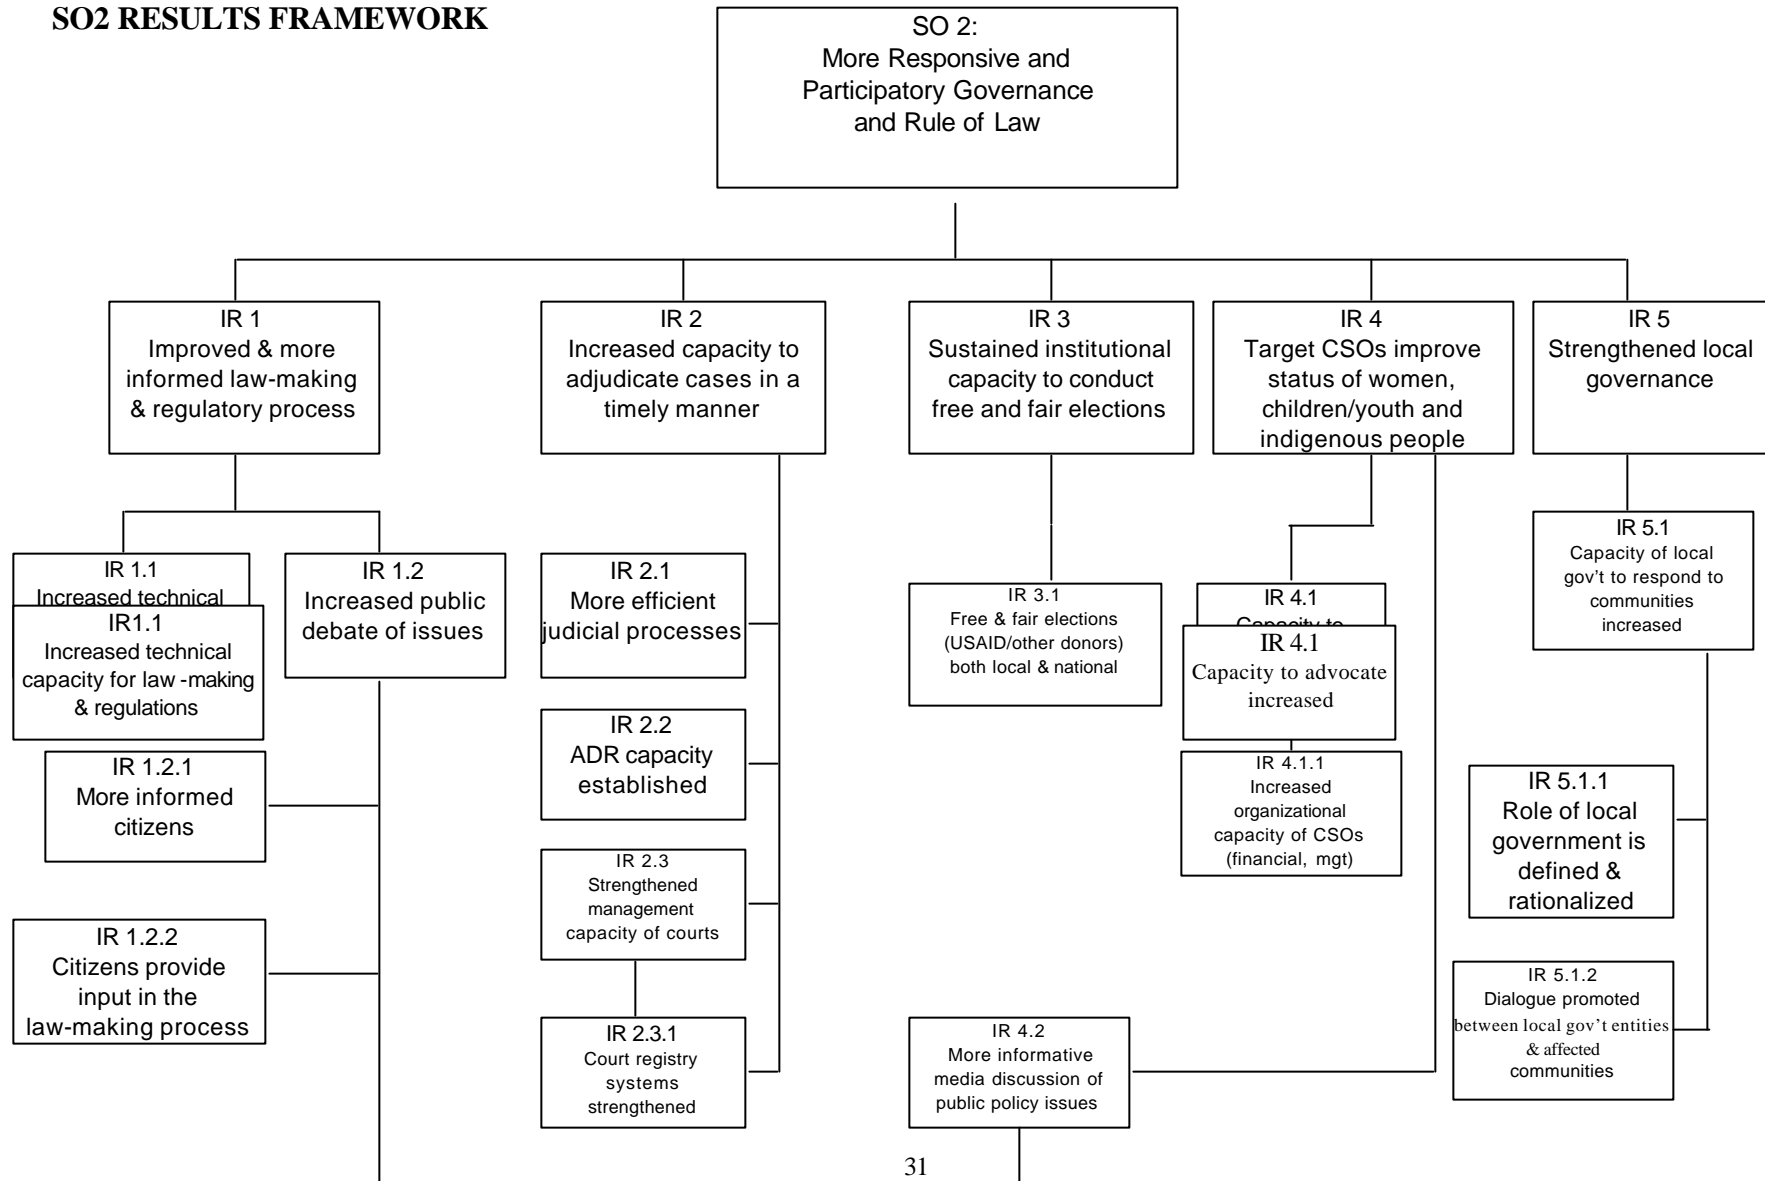 SO2 RESULTS FRAMEWORK
SO 2:
More Responsive and
Participatory Governance
and Rule of Law
IR 1
Improved & more
informed law-making
& regulatory process
IR 2
Increased capacity to
adjudicate cases in a
timely manner
IR 3
Sustained institutional
capacity to conduct
free and fair elections
IR 4
Target CSOs improve
status of women,
children/youth and
indigenous people
IR 5
Strengthened local
governance
IR 1.1
Increased technical
IR1.1
Increased technical
capacity for law -making
& regulations
IR 1.2
Increased public
debate of issues
IR 1.2.1
More informed
citizens
IR 1.2.2
Citizens provide
input in the
law-making process
IR 2.1
More efficient
judicial processes
IR 2.2
ADR capacity
established
IR 2.3
Strengthened
management
capacity of courts
IR 2.3.1
Court registry
systems
strengthened
IR 3.1
Free & fair elections
(USAID/other donors)
both local & national
IR 4.1
Capacity to
IR 4.1
Capacity to advocate
increased
IR 4.1.1
Increased
organizational
capacity of CSOs
(financial, mgt)
IR 4.2
More informative
media discussion of
public policy issues
IR 5.1
Capacity of local
gov't to respond to
communities
increased
IR 5.1.1
Role of local
government is
defined &
rationalized
IR 5.1.2
Dialogue promoted
between local gov't entities
& affected
communities
31